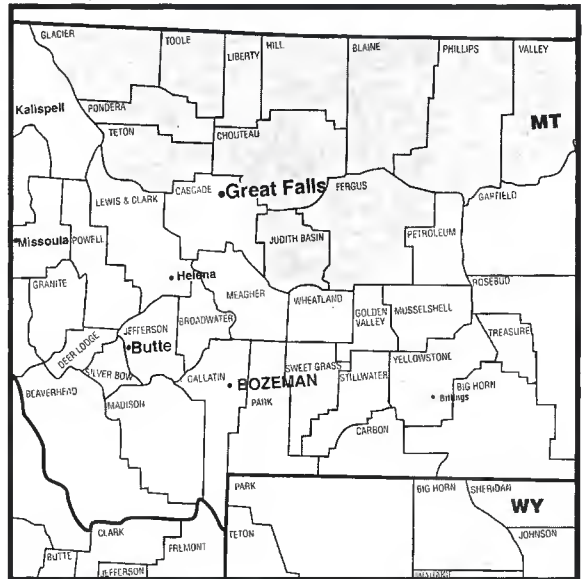 GLACIER
TOOLE
LIBERTY
HILL
BLAINE
PHILLIPS
VALLEY
Kalispell
PONDERA
MT
TETON
CHOUTEAU
CASCADE
Great Falls
FERGUS
LEWIS & CLARK
GARFIELD
JUDITH BASIN
PETROLEUM
Missoula
POWELL
Helena
GRANITE
MEAGHER
WHEATLAND
ROSEBUD
BROADWATER
GOLDEN VALLEY
MUSSELSHELL
JEFFERSON
TREASURE
DEER LODGE
Butte
SILVER BOW
YELLOWSTONE
SWEET GRASS
STILLWATER
BEAVERHEAD
GALLATIN
BOZEMAN
BIG HORN
MADISON
PARK
Billings
CARBON
PARK
BIG HORN
SHERIDAN
WY
CLARK
TETON
JOHNSON
FREMONT
BUTTE
JEFFERSON